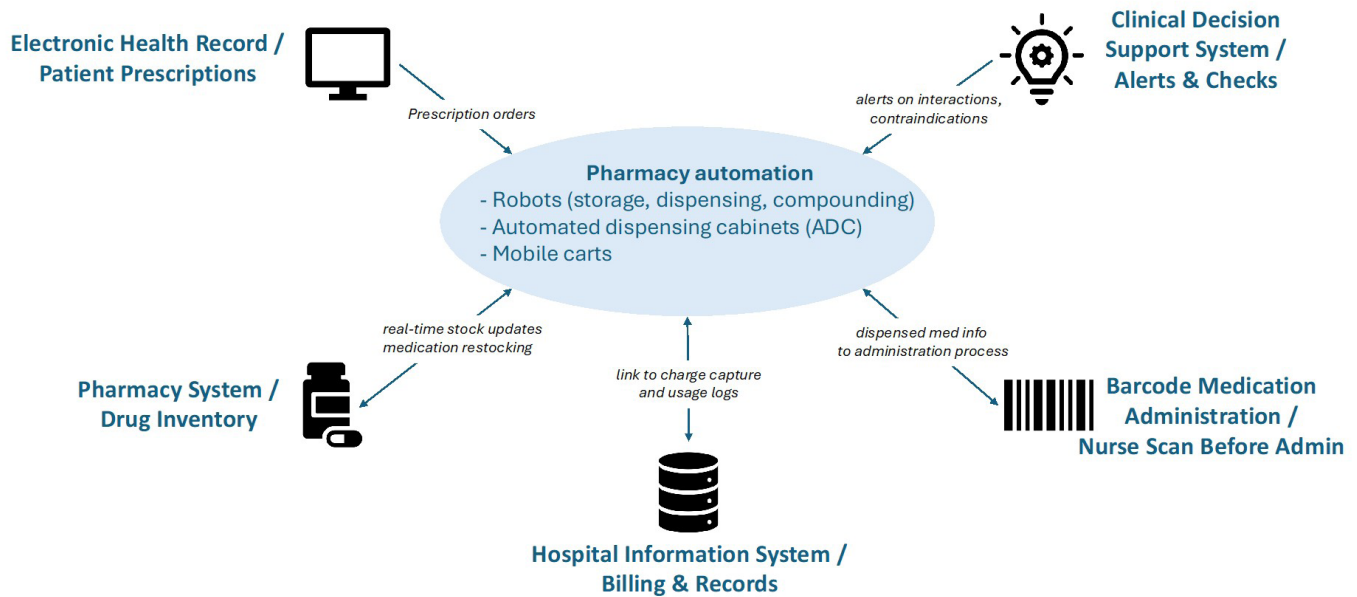 Electronic Health Record /
Patient Prescriptions
Clinical Decision
Support System /
Alerts & Checks
Prescription orders
alerts on interactions,
contraindications
Pharmacy automation
- Robots (storage, dispensing, compounding)
- Automated dispensing cabinets (ADC)
- Mobile carts
real-time stock updates
medication restocking
dispensed med info
to administration process
link to charge capture
and usage logs
Pharmacy System /
Drug Inventory
Barcode Medication
Administration /
Nurse Scan Before Admin
Hospital Information System /
Billing & Records